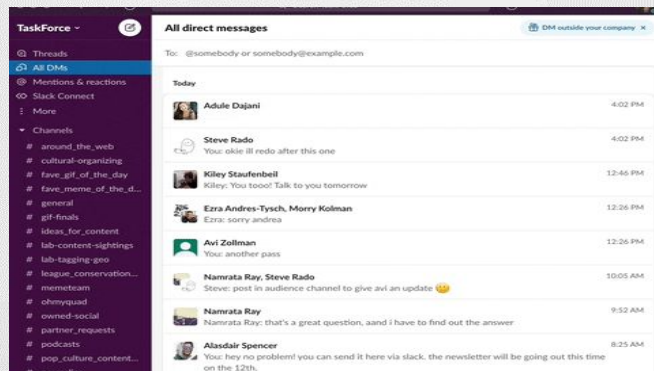 TaskForce
Threads
All DMs
Mentions & reactions
Slack Connect
More
Channels
# around_the_web
# cultural-organizing
# fave_gif_of_the_day
# fave_meme_of_the_d...
# general
# gif-finals
# ideas_for_content
# lab-content-sightings
# lab-tagging-geo
# league_conservation...
# memeteam
# ohmyquad
# owned-social
# partner_requests
# podcasts
# pop_culture_content...
All direct messages
DM outside your company ×
To: @somebody or somebody@example.com
Today
Adule Dajani 4:02 PM
Steve Rado 4:02 PM
You: okie ill redo after this one
Kiley Staufenbeil 12:46 PM
Kiley: You tooo! Talk to you tomorrow
Ezra Andres-Tysch, Morry Kolman 12:26 PM
Ezra: sorry andrea
Avi Zollman 12:26 PM
You: another pass
Namrata Ray, Steve Rado 10:05 AM
Steve: post in audience channel to give avi an update 🙂
Namrata Ray 9:52 AM
Namrata Ray: that's a great question, aand i have to find out the answer
Alasdair Spencer 8:25 AM
You: hey no problem! you can send it here via slack. the newsletter will be going out this time
on the 12th.